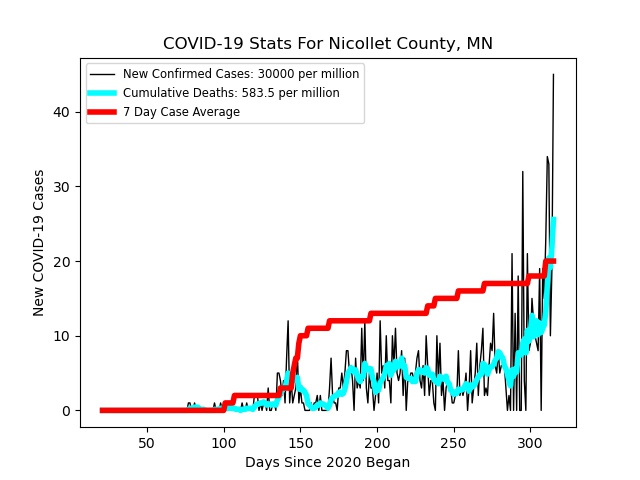 COVID-19 Stats For Nicollet County, MN
New Confirmed Cases: 30000 per million
Cumulative Deaths: 583.5 per million
7 Day Case Average
New COVID-19 Cases
40
30
20
10
0
50 100 150 200 250 300
Days Since 2020 Began